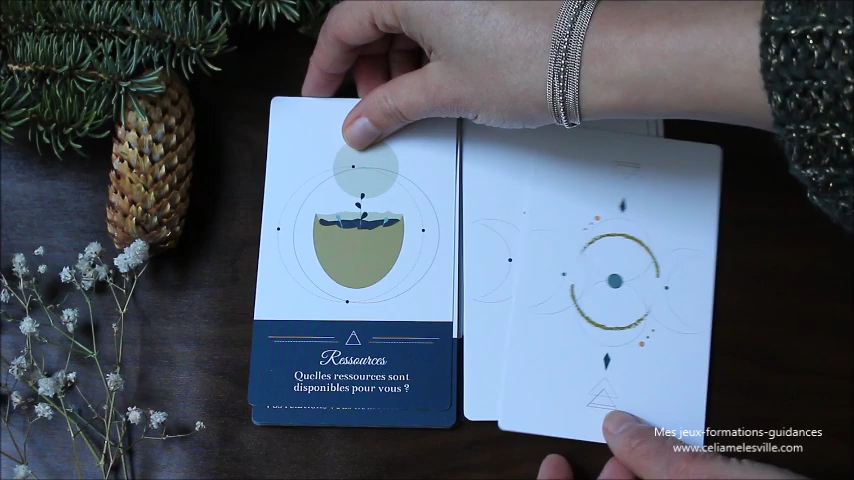 Ressources
Quelles ressources sont
disponibles pour vous ?
Mes jeux-formations-guidances
www.celiamelesville.com